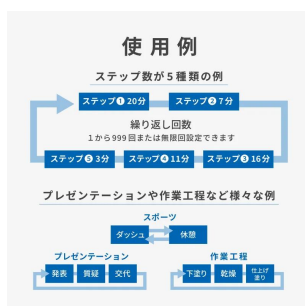 使用例
ステップ数が5種類の例
ステップ❶ 20分
ステップ❷ 7分
繰り返し回数
1から999回または無限回設定できます
ステップ❺ 3分
ステップ❹ 11分
ステップ❸ 16分
プレゼンテーションや作業工程など様々な例
スポーツ
ダッシュ
休憩
プレゼンテーション
発表
質疑
交代
作業工程
下塗り
乾燥
仕上げ
塗り